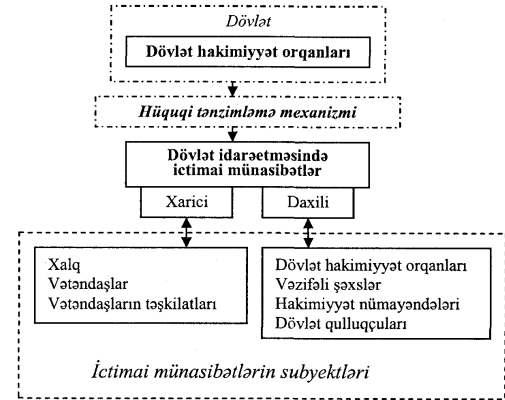 Dövlət
Dövlət hakimiyyət orqanları
Hüquqi tənzimləmə mexanizmi
Dövlət idarəetməsində
ictimai münasibətlər
Xarici
Daxili
Xalq
Vətəndaşlar
Vətəndaşların təşkilatları
Dövlət hakimiyyət orqanları
Vəzifəli şəxslər
Hakimiyyət nümayəndələri
Dövlət qulluqçuları
İctimai münasibətlərin subyektləri